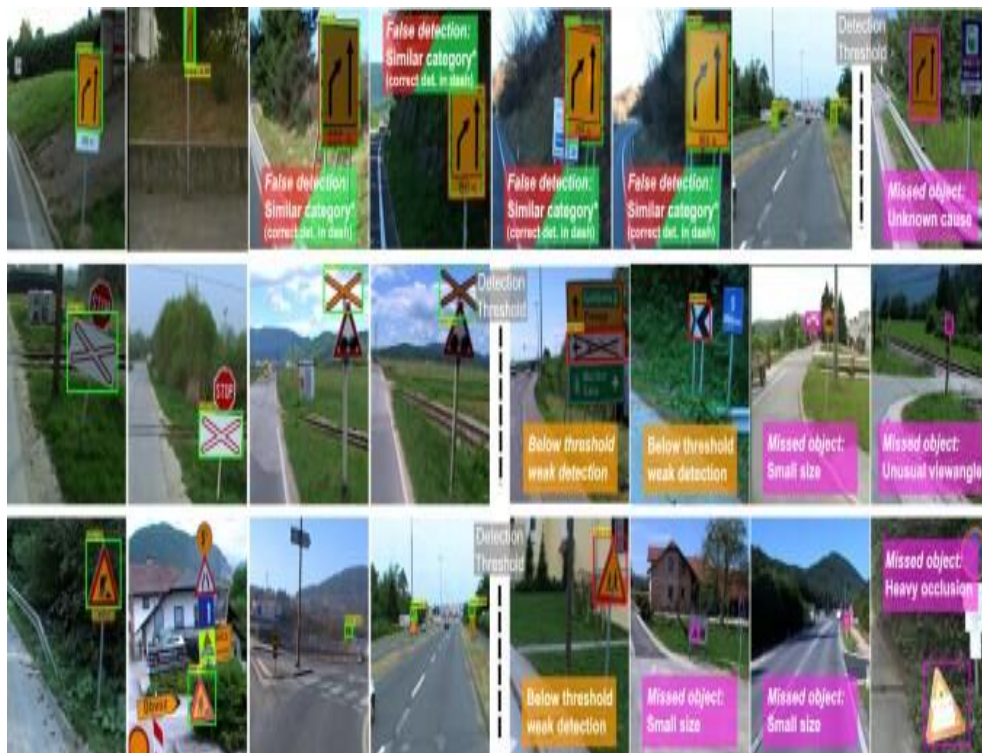 False detection:
Similar category*
(correct det. in dash)
Detection
Threshold
False detection:
Similar category*
(correct det. in dash)
False detection:
Similar category*
(correct det. in dash)
False detection:
Similar category*
(correct det. in dash)
Missed object:
Unknown cause
STOP
STOP
Detection
Threshold
Below threshold
weak detection
Below threshold
weak detection
Missed object:
Small size
Missed object:
Unusual viewangle
Detection
Threshold
Missed object:
Heavy occlusion
Obvoz
Below threshold
weak detection
Missed object:
Small size
Missed object:
Small size